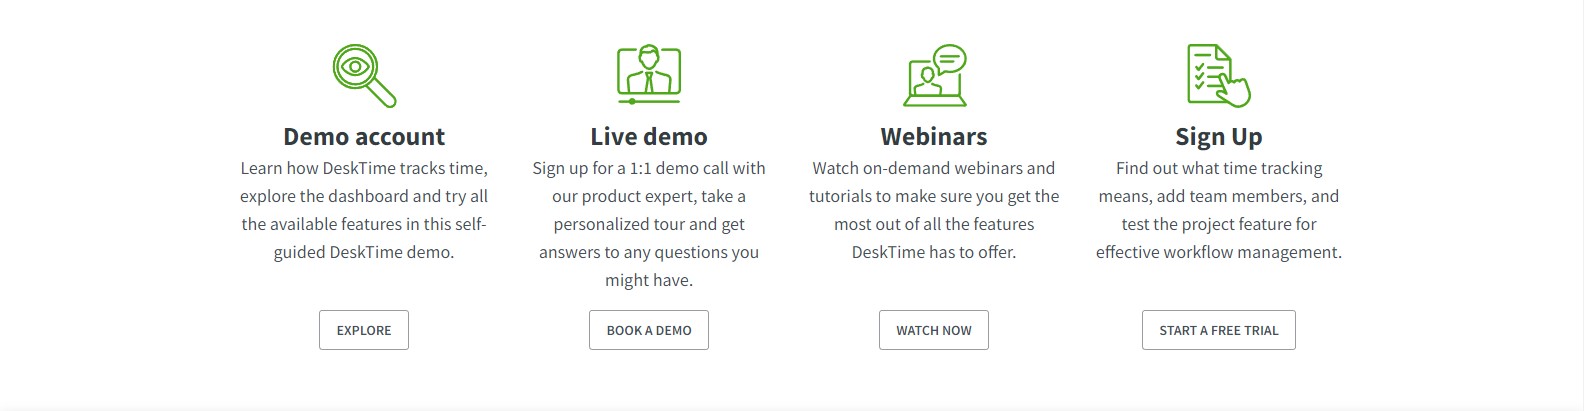 Demo account
Learn how DeskTime tracks time,
explore the dashboard and try all
the available features in this self-
guided DeskTime demo.
EXPLORE
Live demo
Sign up for a 1:1 demo call with
our product expert, take a
personalized tour and get
answers to any questions you
might have.
BOOK A DEMO
Webinars
Watch on-demand webinars and
tutorials to make sure you get the
most out of all the features
DeskTime has to offer.
WATCH NOW
Sign Up
Find out what time tracking
means, add team members, and
test the project feature for
effective workflow management.
START A FREE TRIAL